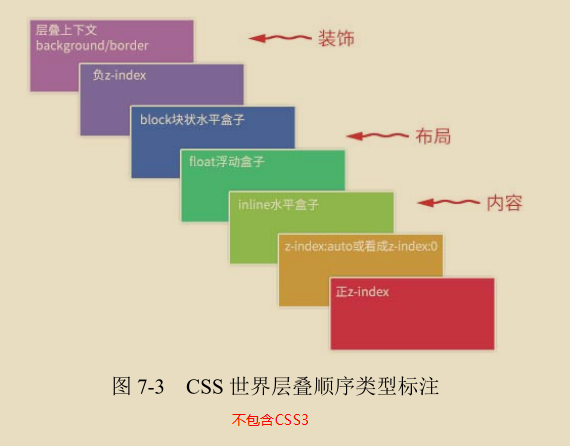 层叠上下文
background/border
装饰
负z-index
block块状水平盒子
布局
float浮动盒子
inline水平盒子
内容
z-index:auto或看成z-index:0
正z-index
图 7-3 CSS 世界层叠顺序类型标注
不包含CSS3